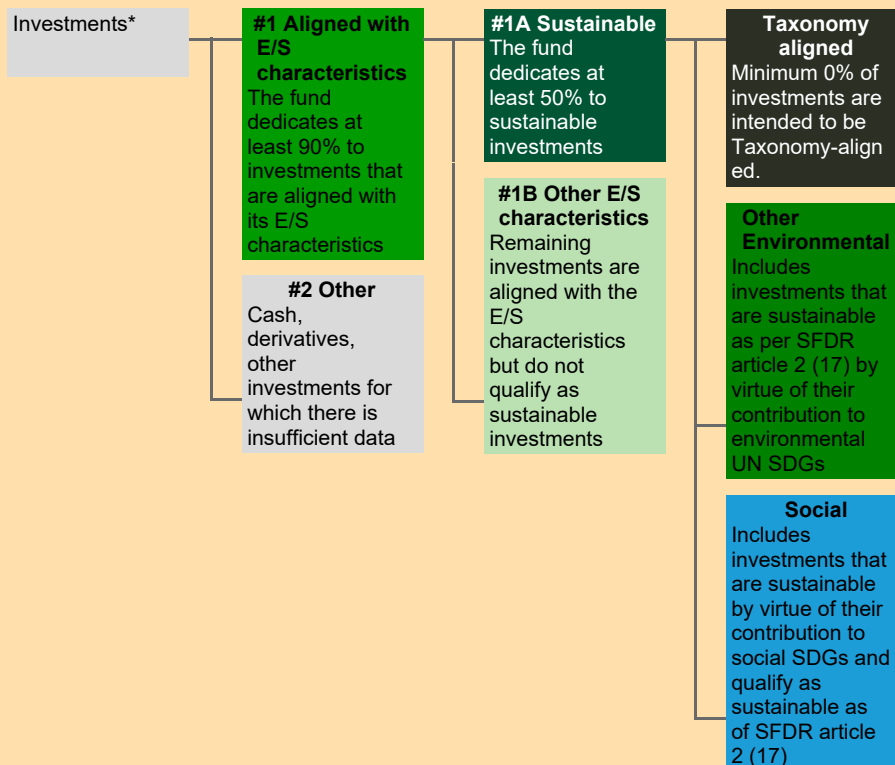 Investments*
#1 Aligned with
E/S
characteristics
The fund
dedicates at
least 90% to
investments that
are aligned with
its E/S
characteristics
#2 Other
Cash,
derivatives,
other
investments for
which there is
insufficient data
#1A Sustainable
The fund
dedicates at
least 50% to
sustainable
investments
#1B Other E/S
characteristics
Remaining
investments are
aligned with the
E/S
characteristics
but do not
qualify as
sustainable
investments
Taxonomy
aligned
Minimum 0% of
investments are
intended to be
Taxonomy-align
ed.
Other
Environmental
Includes
investments that
are sustainable
as per SFDR
article 2 (17) by
virtue of their
contribution to
environmental
UN SDGs
Social
Includes
investments that
are sustainable
by virtue of their
contribution to
social SDGs and
qualify as
sustainable as
of SFDR article
2 (17)